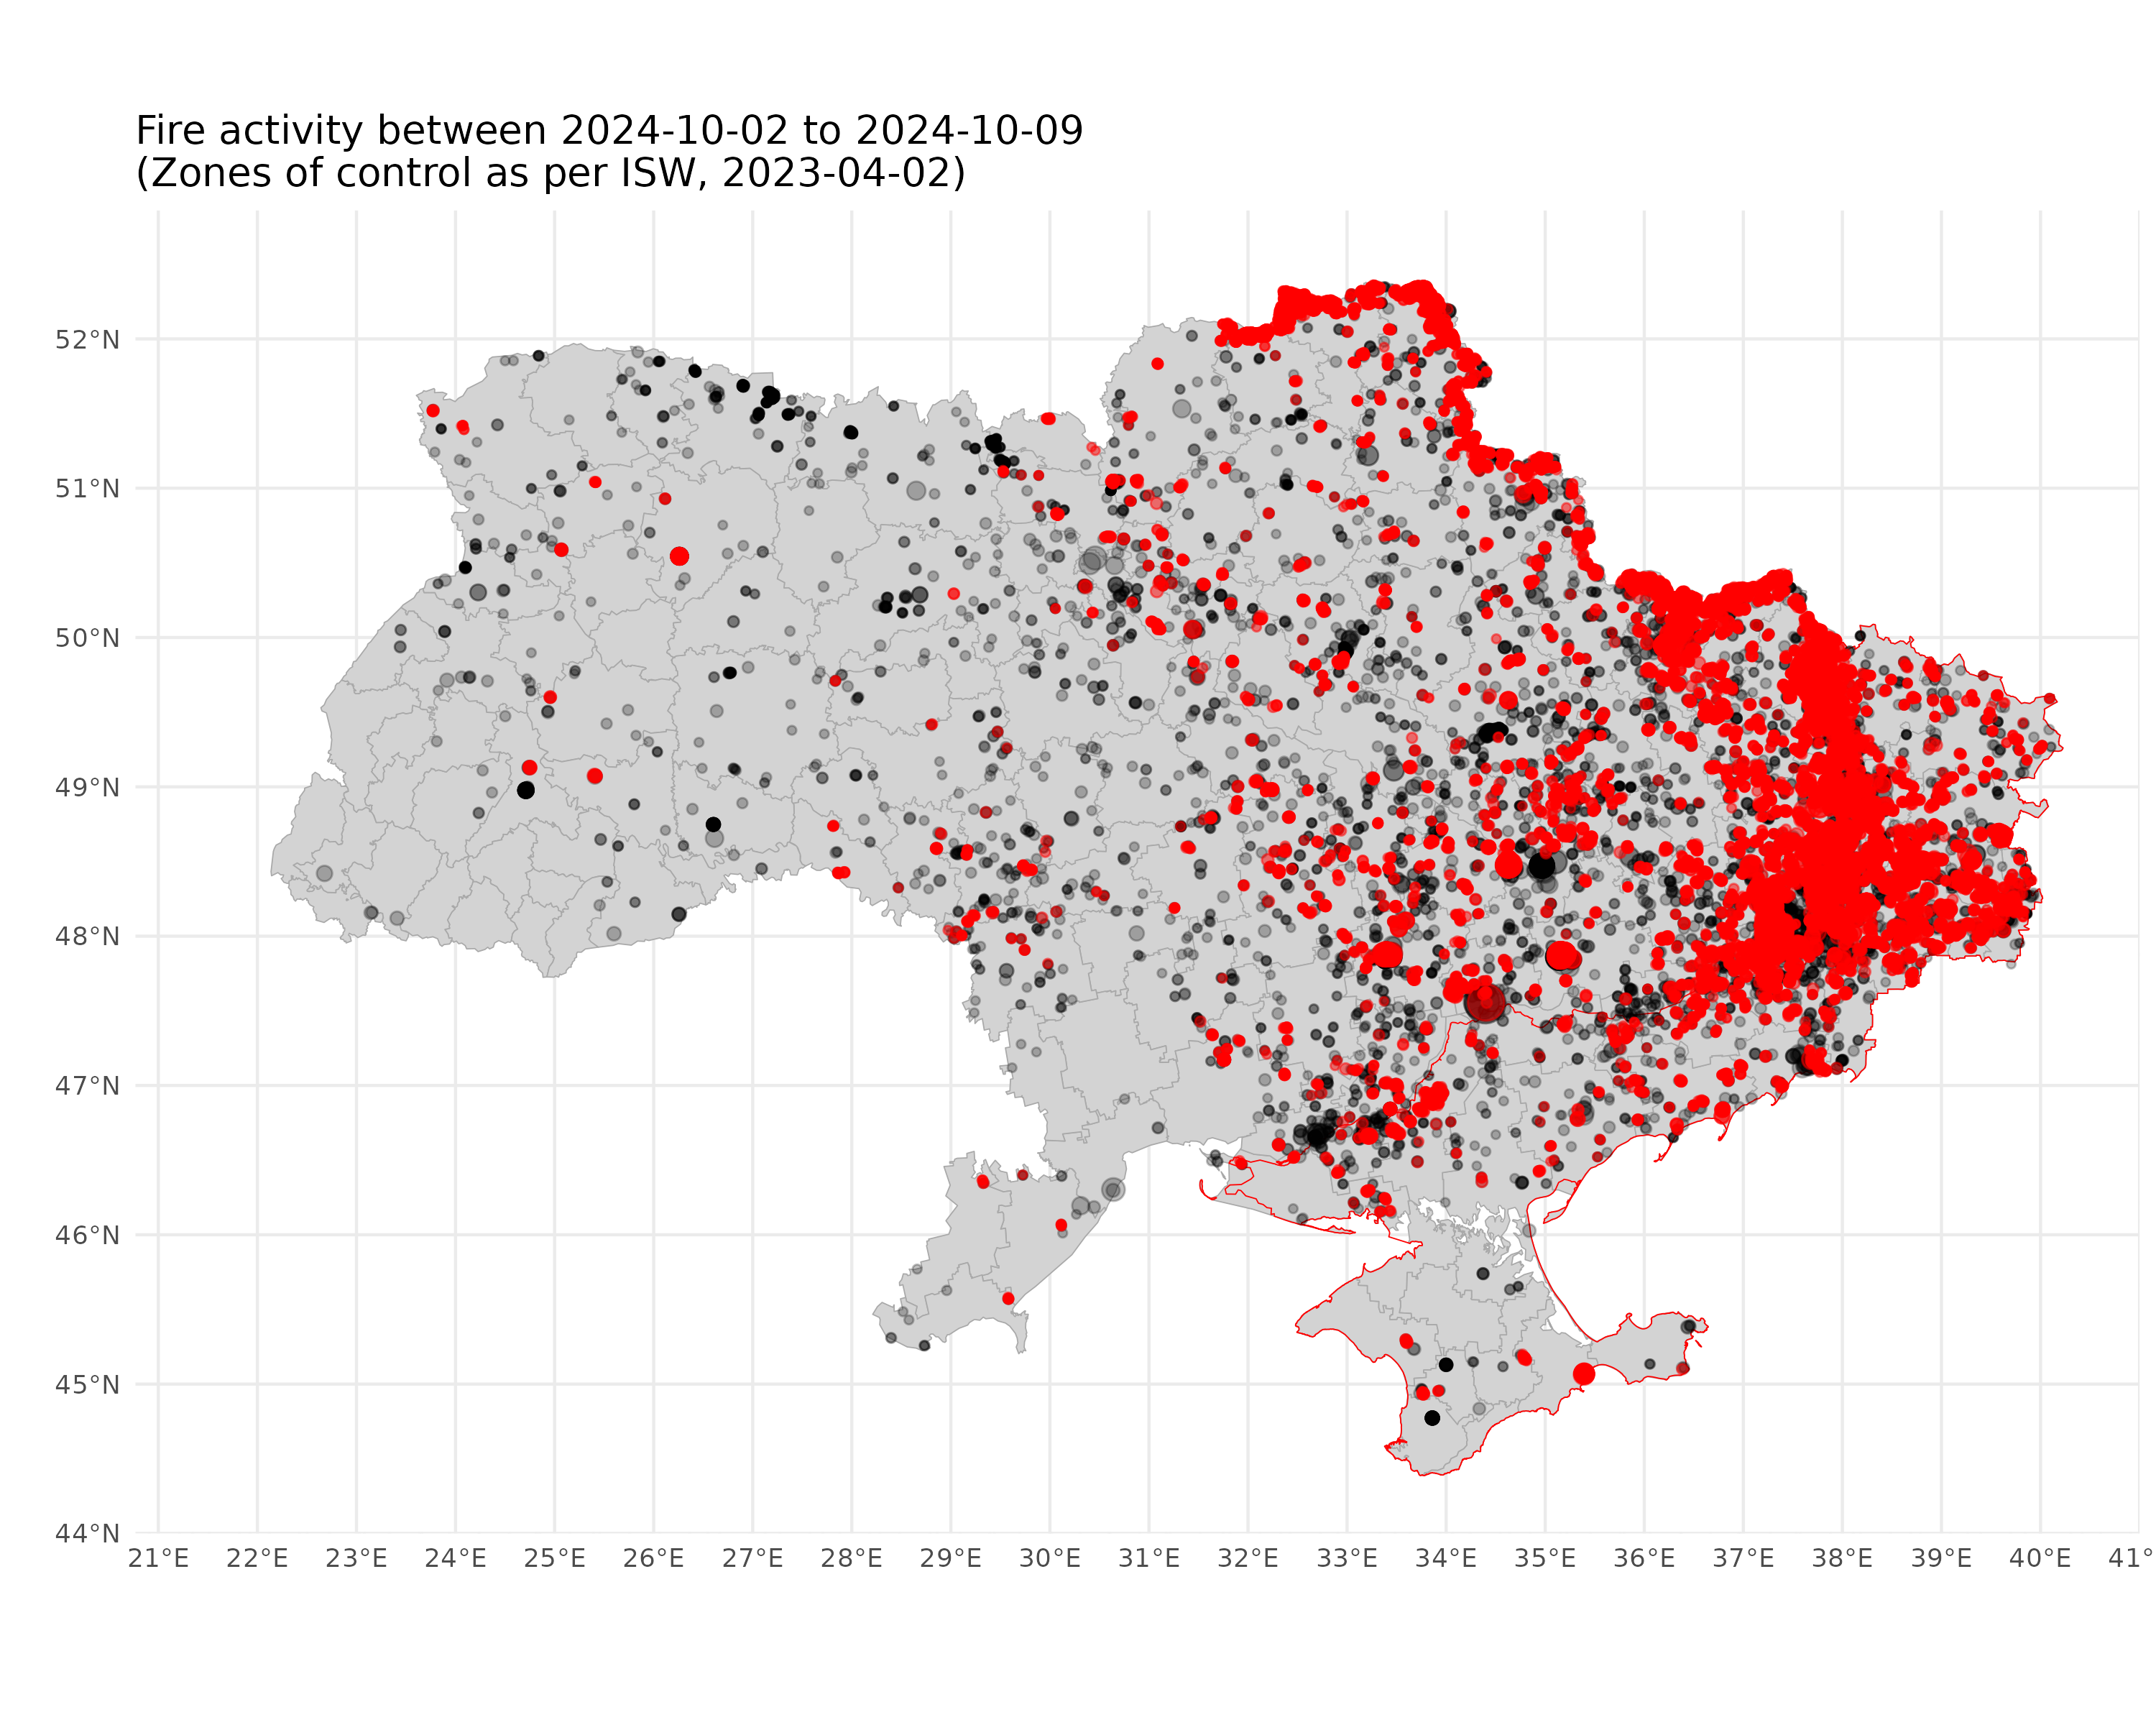 Fire activity between 2024-10-02 to 2024-10-09
(Zones of control as per ISW, 2023-04-02)
52°N
51°N
50°N
49°N
48°N
47°N
46°N
45°N
44°N
21°E 22°E 23°E 24°E 25°E 26°E 27°E 28°E 29°E 30°E 31°E 32°E 33°E 34°E 35°E 36°E 37°E 38°E 39°E 40°E 41°